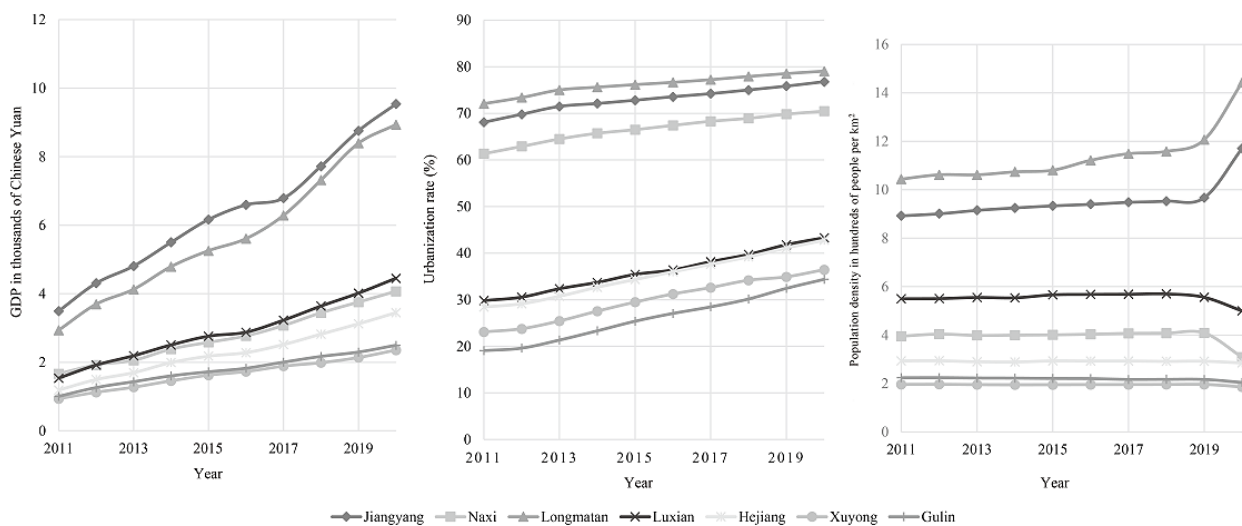 12
10
8
6
4
2
0
GDP in thousands of Chinese Yuan
2011 2013 2015 2017 2019
Year
90
80
70
60
50
40
30
20
10
0
Urbanization rate (%)
2011 2013 2015 2017 2019
Year
16
14
12
10
8
6
4
2
0
Population density in hundreds of people per km²
2011 2013 2015 2017 2019
Year
Jiangyang Naxi Longmatan Luxian Hejiang Xuyong Gulin